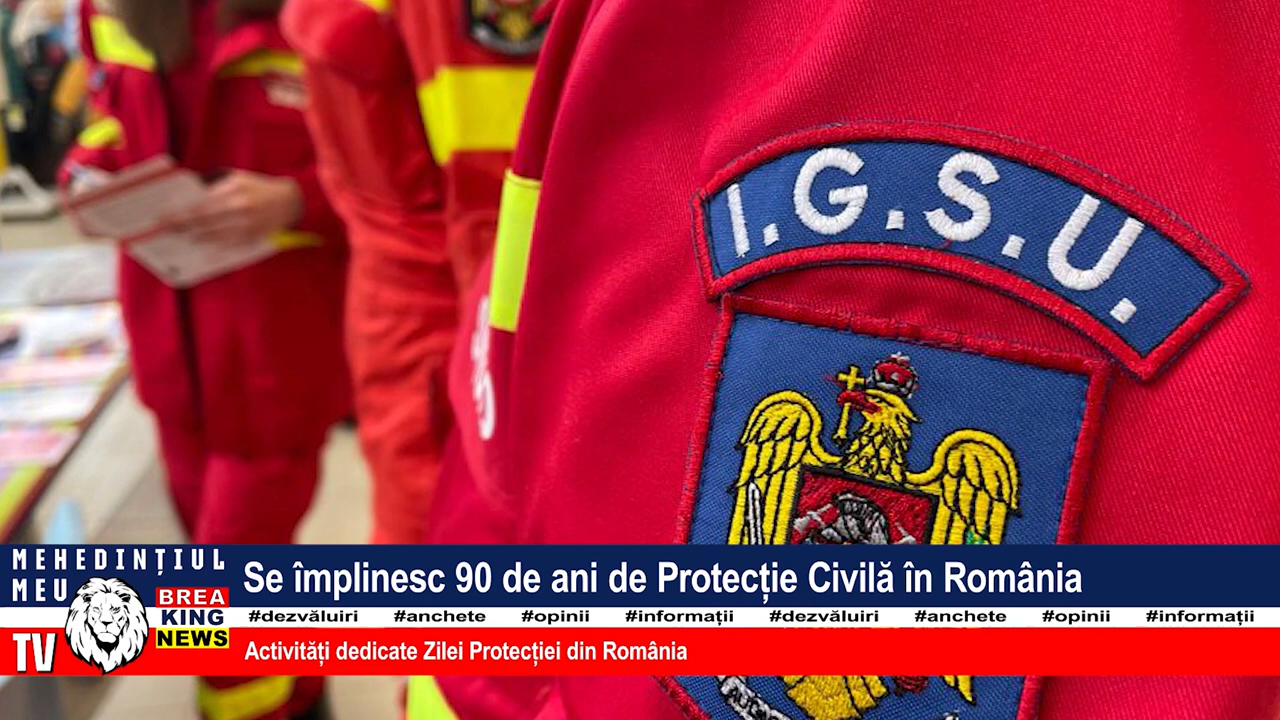 I.G.S.U.
MEHEDINȚIUL
MEU
TV
BREA
KING
NEWS
Se împlinesc 90 de ani de Protecție Civilă în România
#dezvăluiri #anchete #opinii #informații #dezvăluiri #anchete #opinii #informații
Activități dedicate Zilei Protecției din România